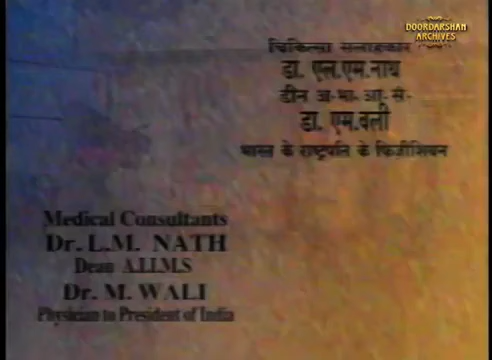 DOORDARSHAN
ARCHIVES
चिकित्सा सलाहकार
डा. एल.एम.नाथ
डीन अ.भा.आ.सं.
डा. एम.वली
भारत के राष्ट्रपति के फिज़ीशियन
Medical Consultants
Dr. L.M. NATH
Dean A.I.I.M.S
Dr. M. WALI
Physician to President of India